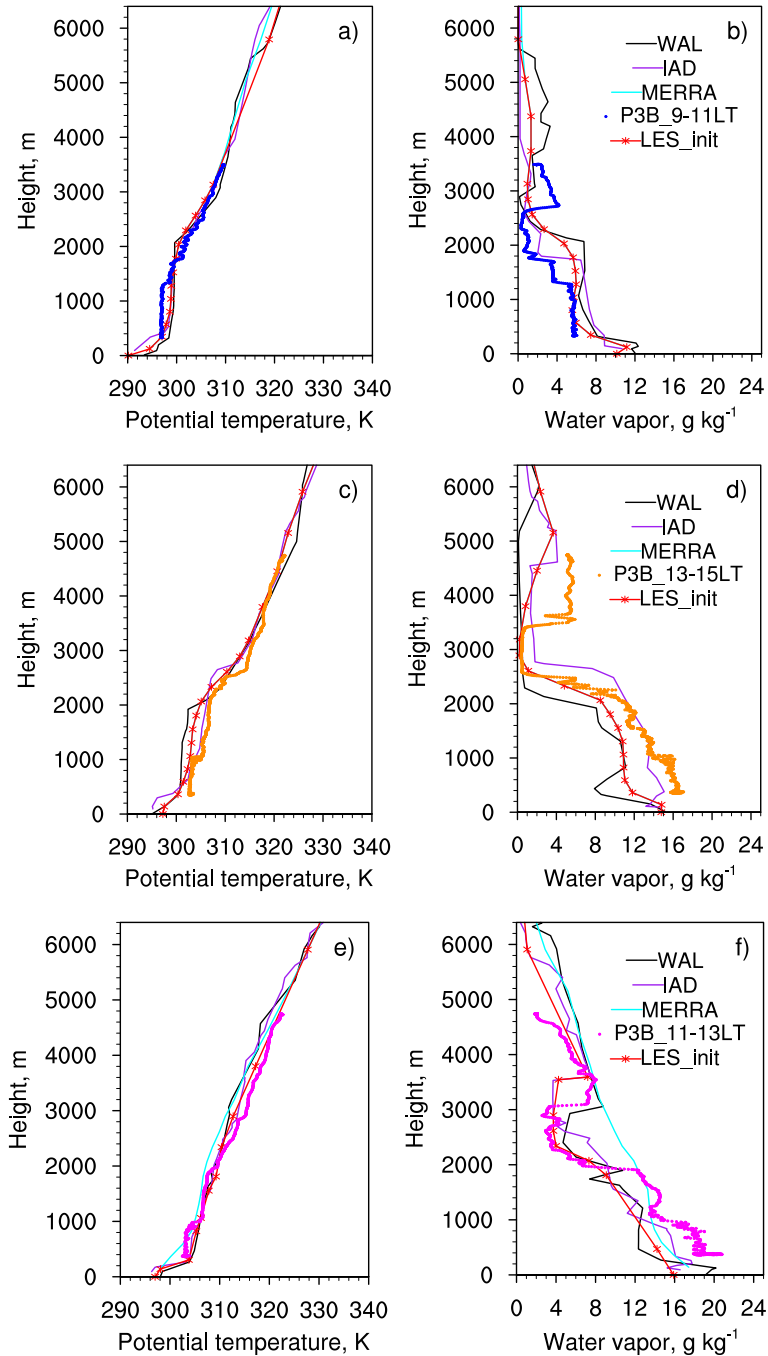 a)
Height, m
6000
5000
4000
3000
2000
1000
0
290 300 310 320 330 340
Potential temperature, K
b)
WAL
IAD
MERRA
P3B_9-11LT
LES_init
Height, m
6000
5000
4000
3000
2000
1000
0
0 4 8 12 16 20 24
Water vapor, g kg-1
c)
Height, m
6000
5000
4000
3000
2000
1000
0
290 300 310 320 330 340
Potential temperature, K
d)
WAL
IAD
MERRA
P3B_13-15LT
LES_init
Height, m
6000
5000
4000
3000
2000
1000
0
0 4 8 12 16 20 24
Water vapor, g kg-1
e)
Height, m
6000
5000
4000
3000
2000
1000
0
290 300 310 320 330 340
Potential temperature, K
f)
WAL
IAD
MERRA
P3B_11-13LT
LES_init
Height, m
6000
5000
4000
3000
2000
1000
0
0 4 8 12 16 20 24
Water vapor, g kg-1